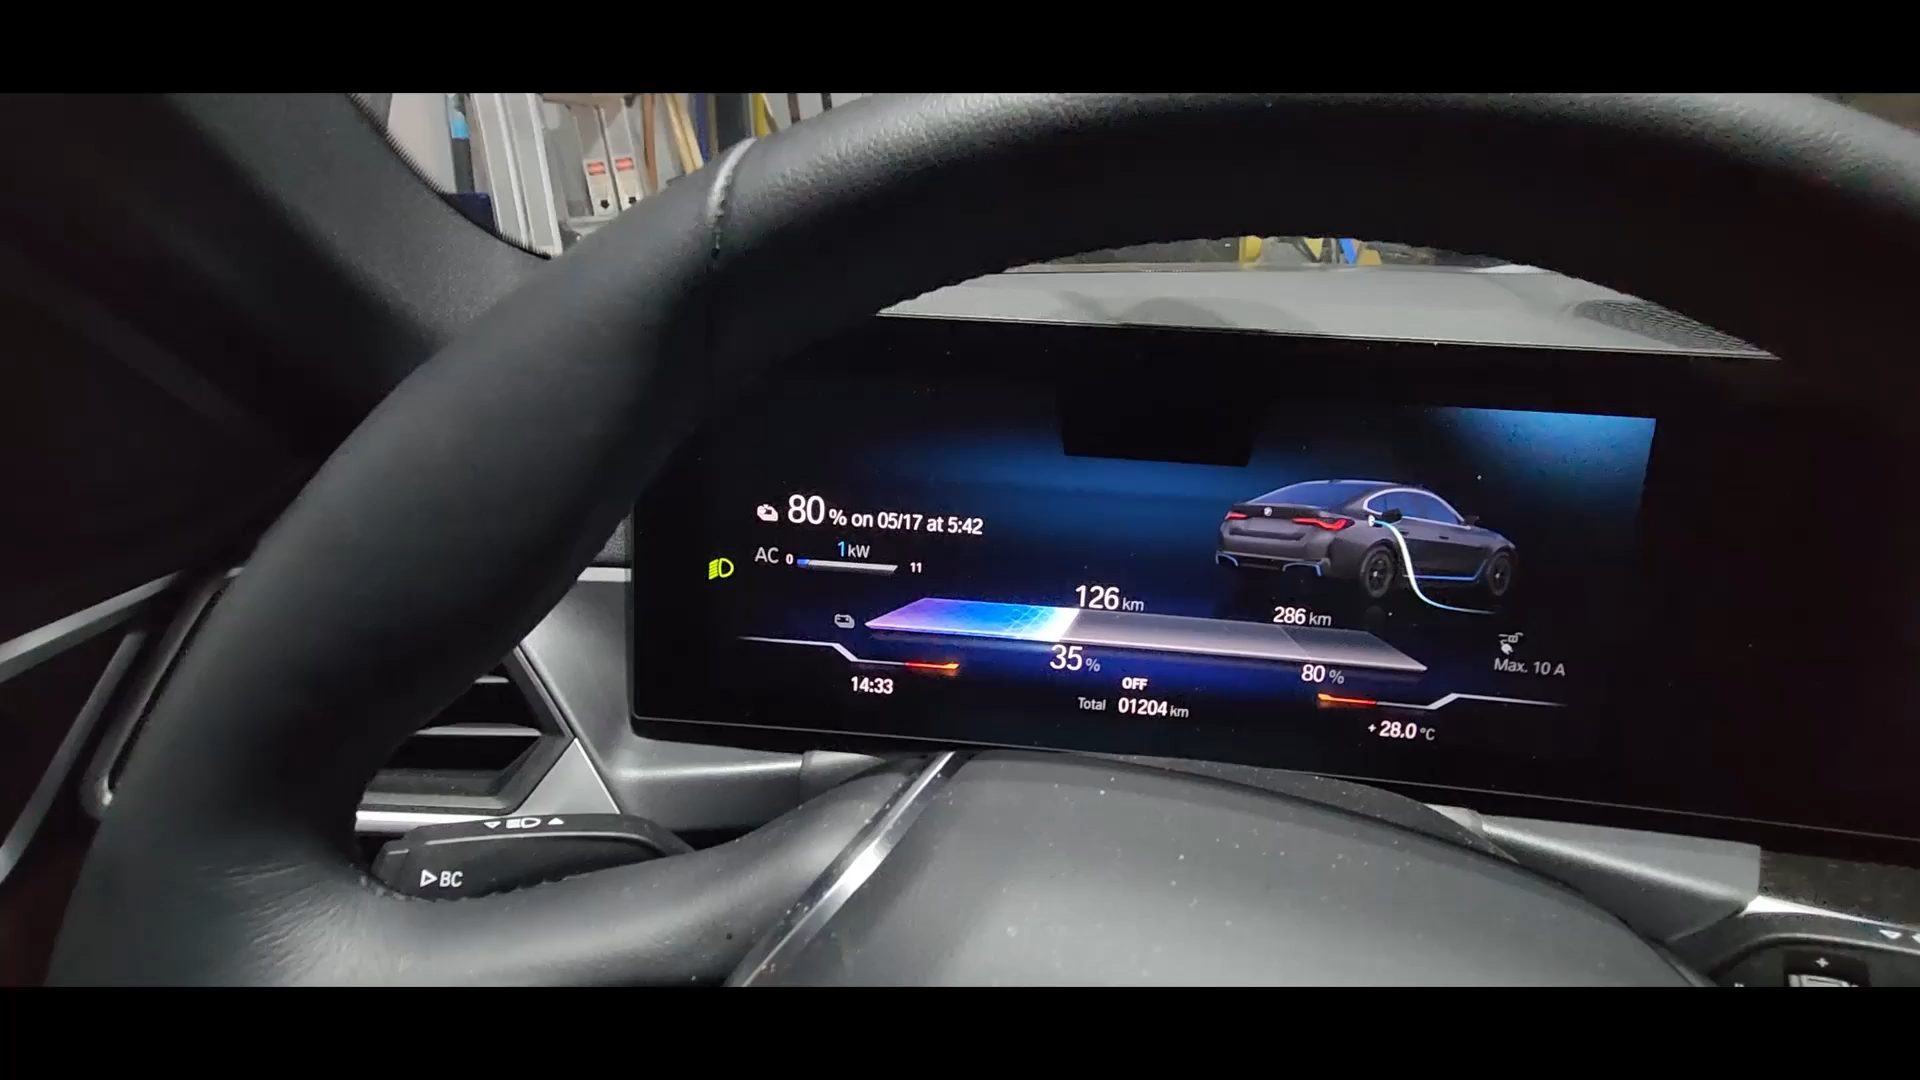 80 % on 05/17 at 5:42
AC 0 1 kW 11
126 km
286 km
35 %
80 %
Max. 10 A
14:33
OFF
Total 01204 km
+ 28.0 °C
BC